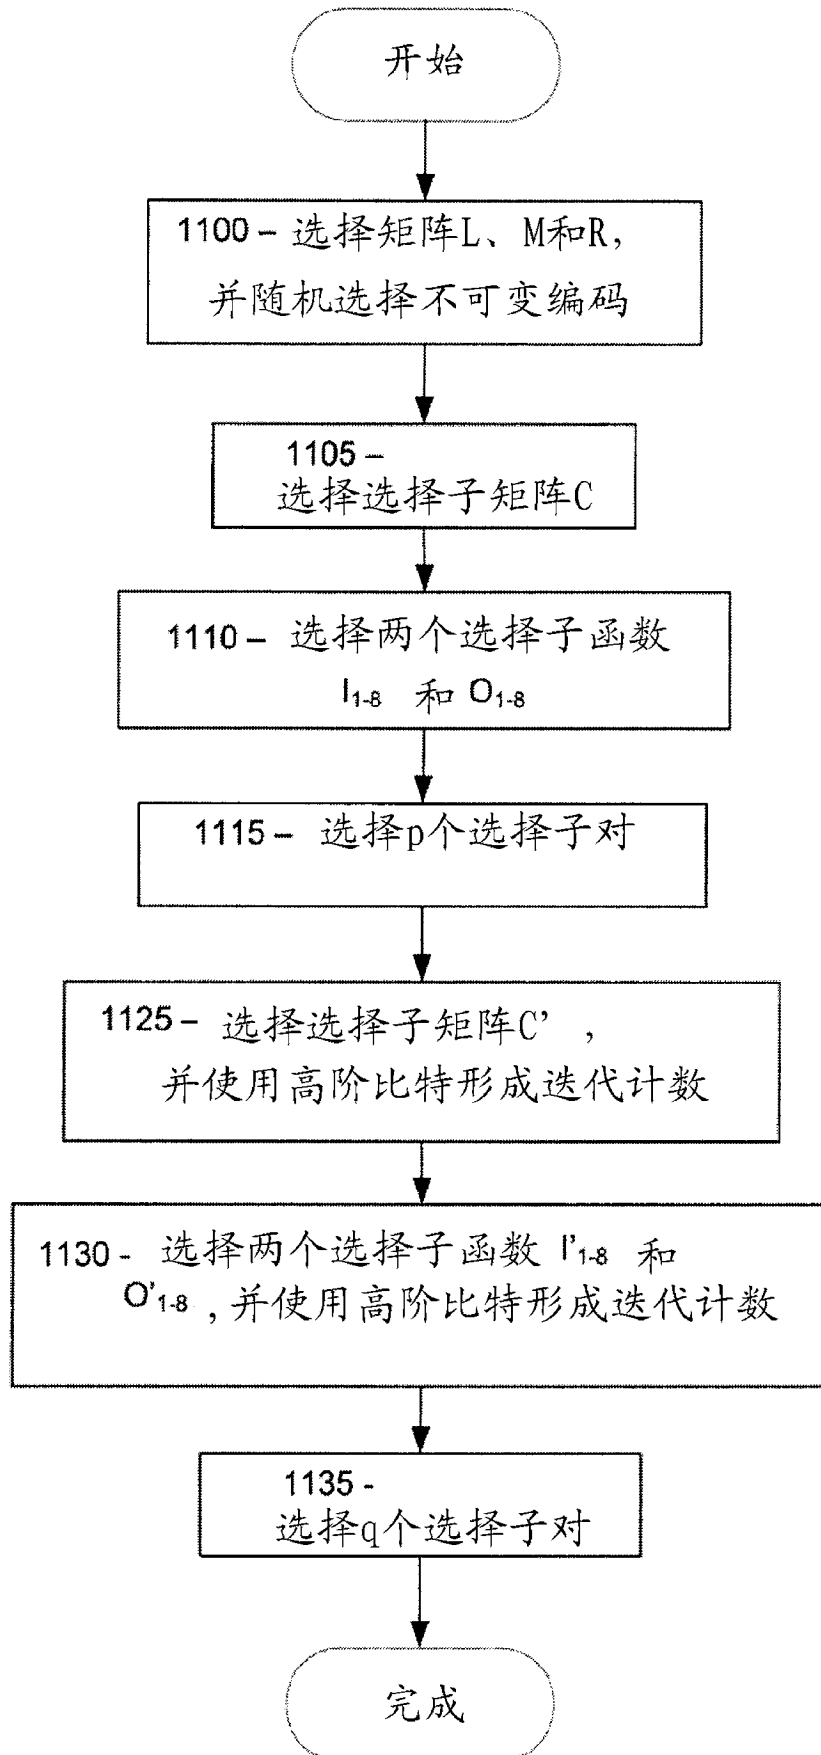 开始
1100 – 选择矩阵L、M和R,
并随机选择不可变编码
1105 –
选择选择子矩阵C
1110 – 选择两个选择子函数
I1-8 和 O1-8
1115 – 选择p个选择子对
1125 – 选择选择子矩阵C’ ,
并使用高阶比特形成迭代计数
1130 - 选择两个选择子函数 I'1-8 和
O'1-8 , 并使用高阶比特形成迭代计数
1135 -
选择q个选择子对
完成